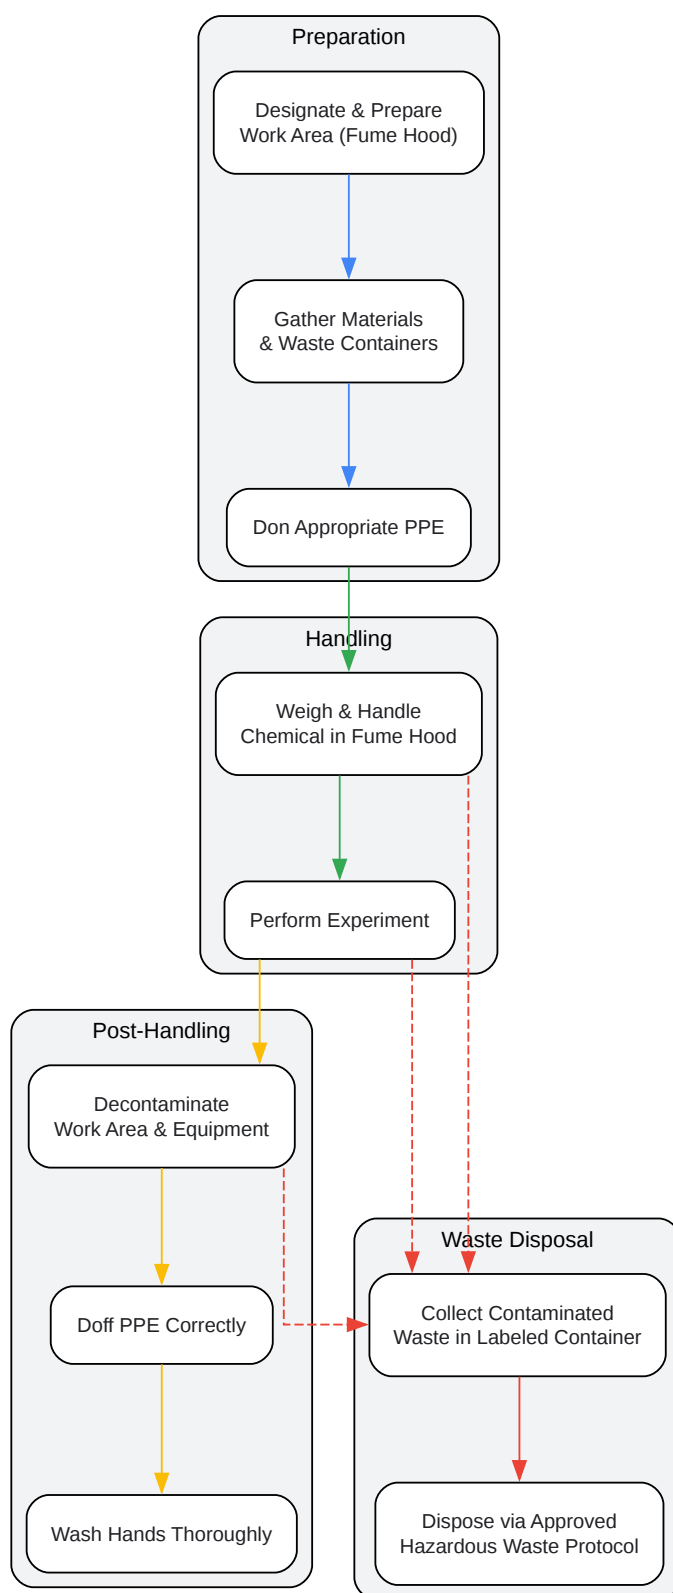 Preparation
Designate & Prepare
Work Area (Fume Hood)
Gather Materials
& Waste Containers
Don Appropriate PPE
Handling
Weigh & Handle
Chemical in Fume Hood
Perform Experiment
Post-Handling
Decontaminate
Work Area & Equipment
Doff PPE Correctly
Wash Hands Thoroughly
Waste Disposal
Collect Contaminated
Waste in Labeled Container
Dispose via Approved
Hazardous Waste Protocol